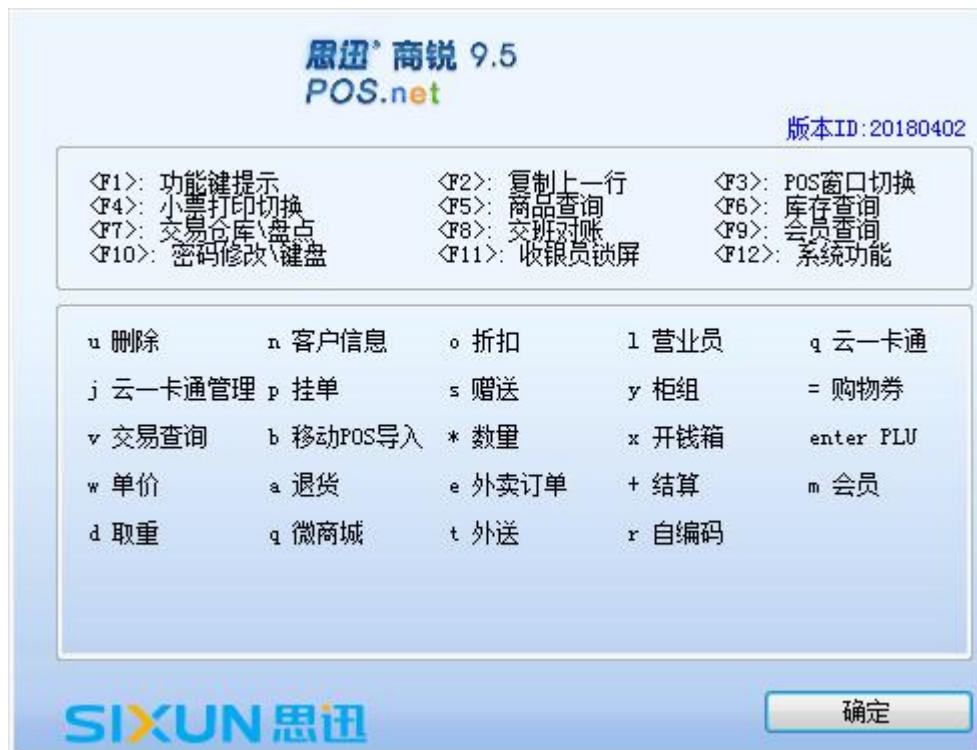 思迅 商锐 9.5
POS.net
版本ID:20180402
<F1>: 功能键提示 <F2>: 复制上一行 <F3>: POS窗口切换
<F4>: 小票打印切换 <F5>: 商品查询 <F6>: 库存查询
<F7>: 交易仓库\盘点 <F8>: 交班对账 <F9>: 会员查询
<F10>: 密码修改\键盘 <F11>: 收银员锁屏 <F12>: 系统功能
u 删除 n 客户信息 o 折扣 l 营业员 q 云一卡通
j 云一卡通管理 p 挂单 s 赠送 y 柜组 = 购物券
v 交易查询 b 移动POS导入 * 数量 x 开钱箱 enter PLU
w 单价 a 退货 e 外卖订单 + 结算 m 会员
d 取重 q 微商城 t 外送 r 自编码
SIXUN 思迅 确定